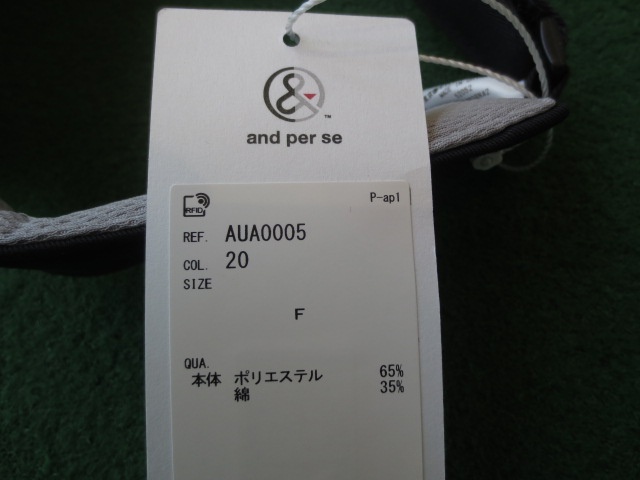 &
TM
and per se
RFID
P-ap1
REF. AUA0005
COL. 20
SIZE
F
QUA.
本体 ポリエステル 65%
綿 35%